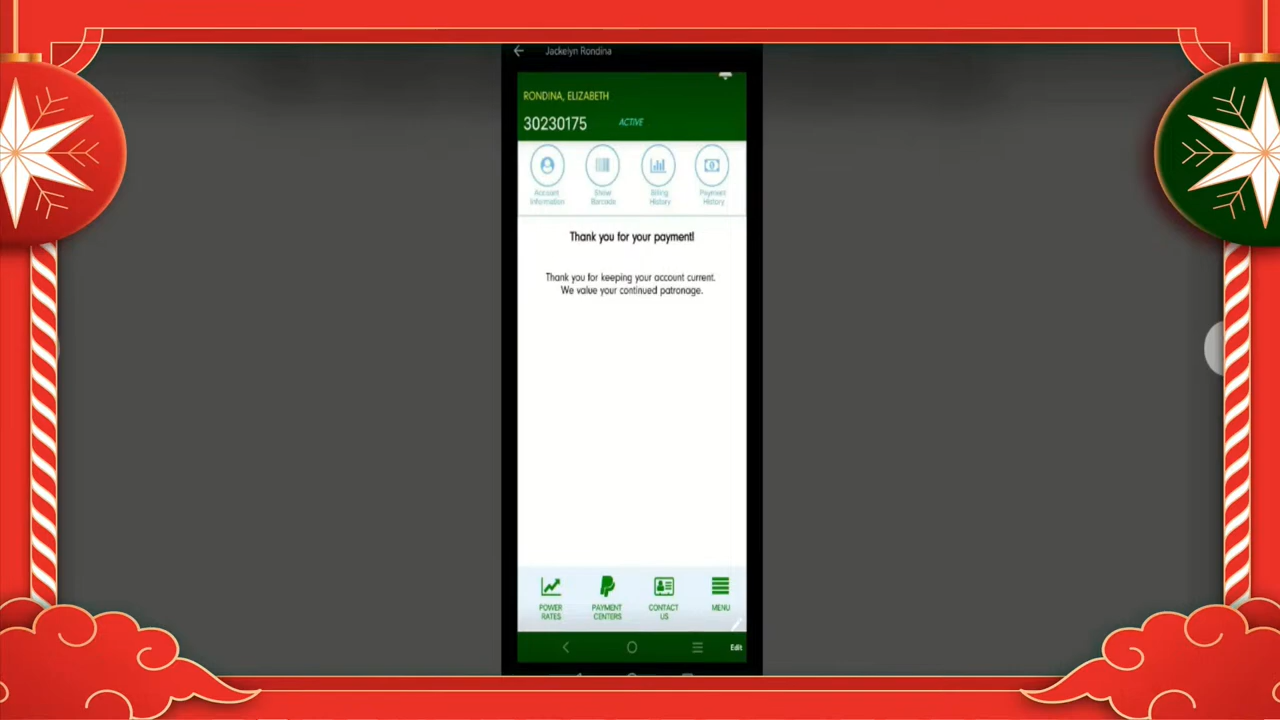 Jackelyn Rondina
RONDINA, ELIZABETH
30230175 ACTIVE
Account
Information
Show
Barcode
Billing
History
Payment
History
Thank you for your payment!
Thank you for keeping your account current.
We value your continued patronage.
POWER
RATES
PAYMENT
CENTERS
CONTACT
US
MENU
Edit